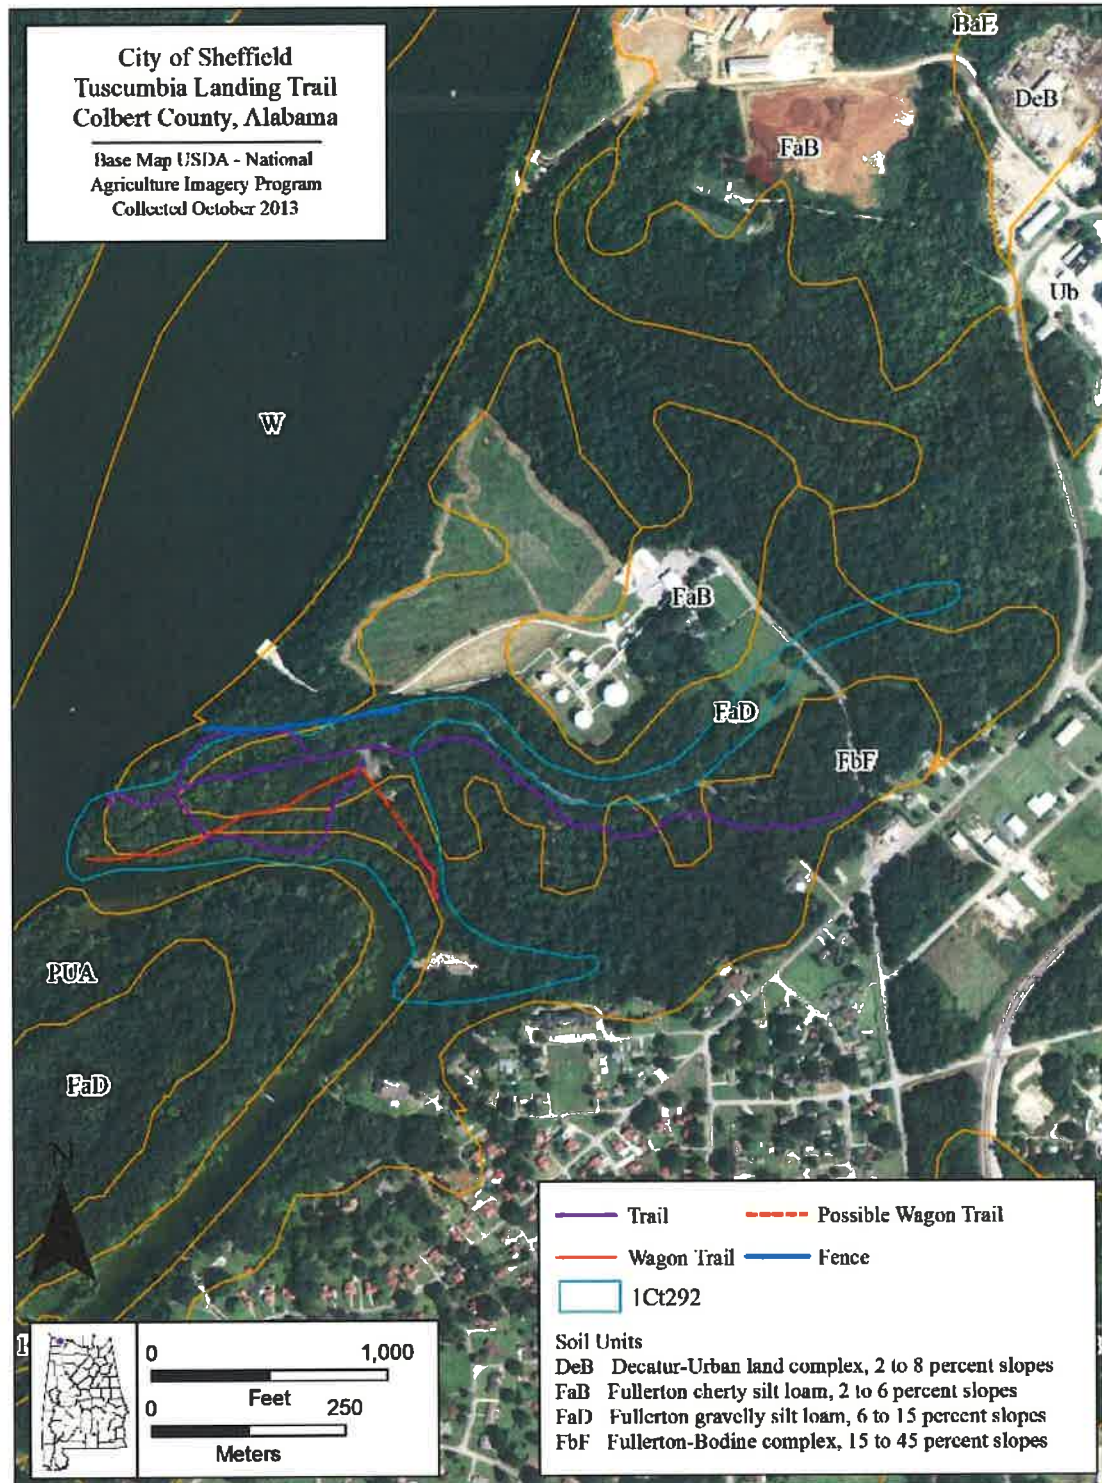 City of Sheffield
Tuscumbia Landing Trail
Colbert County, Alabama
Base Map USDA - National
Agriculture Imagery Program
Collected October 2013
BaE
DeB
FaB
Ub
W
FaB
FaD
FbF
PUA
FaD
N
Trail
Possible Wagon Trail
Wagon Trail
Fence
1Ct292
Soil Units
DeB Decatur-Urban land complex, 2 to 8 percent slopes
FaB Fullerton cherty silt loam, 2 to 6 percent slopes
FaD Fullerton gravelly silt loam, 6 to 15 percent slopes
FbF Fullerton-Bodine complex, 15 to 45 percent slopes
0 1,000
Feet
0 250
Meters